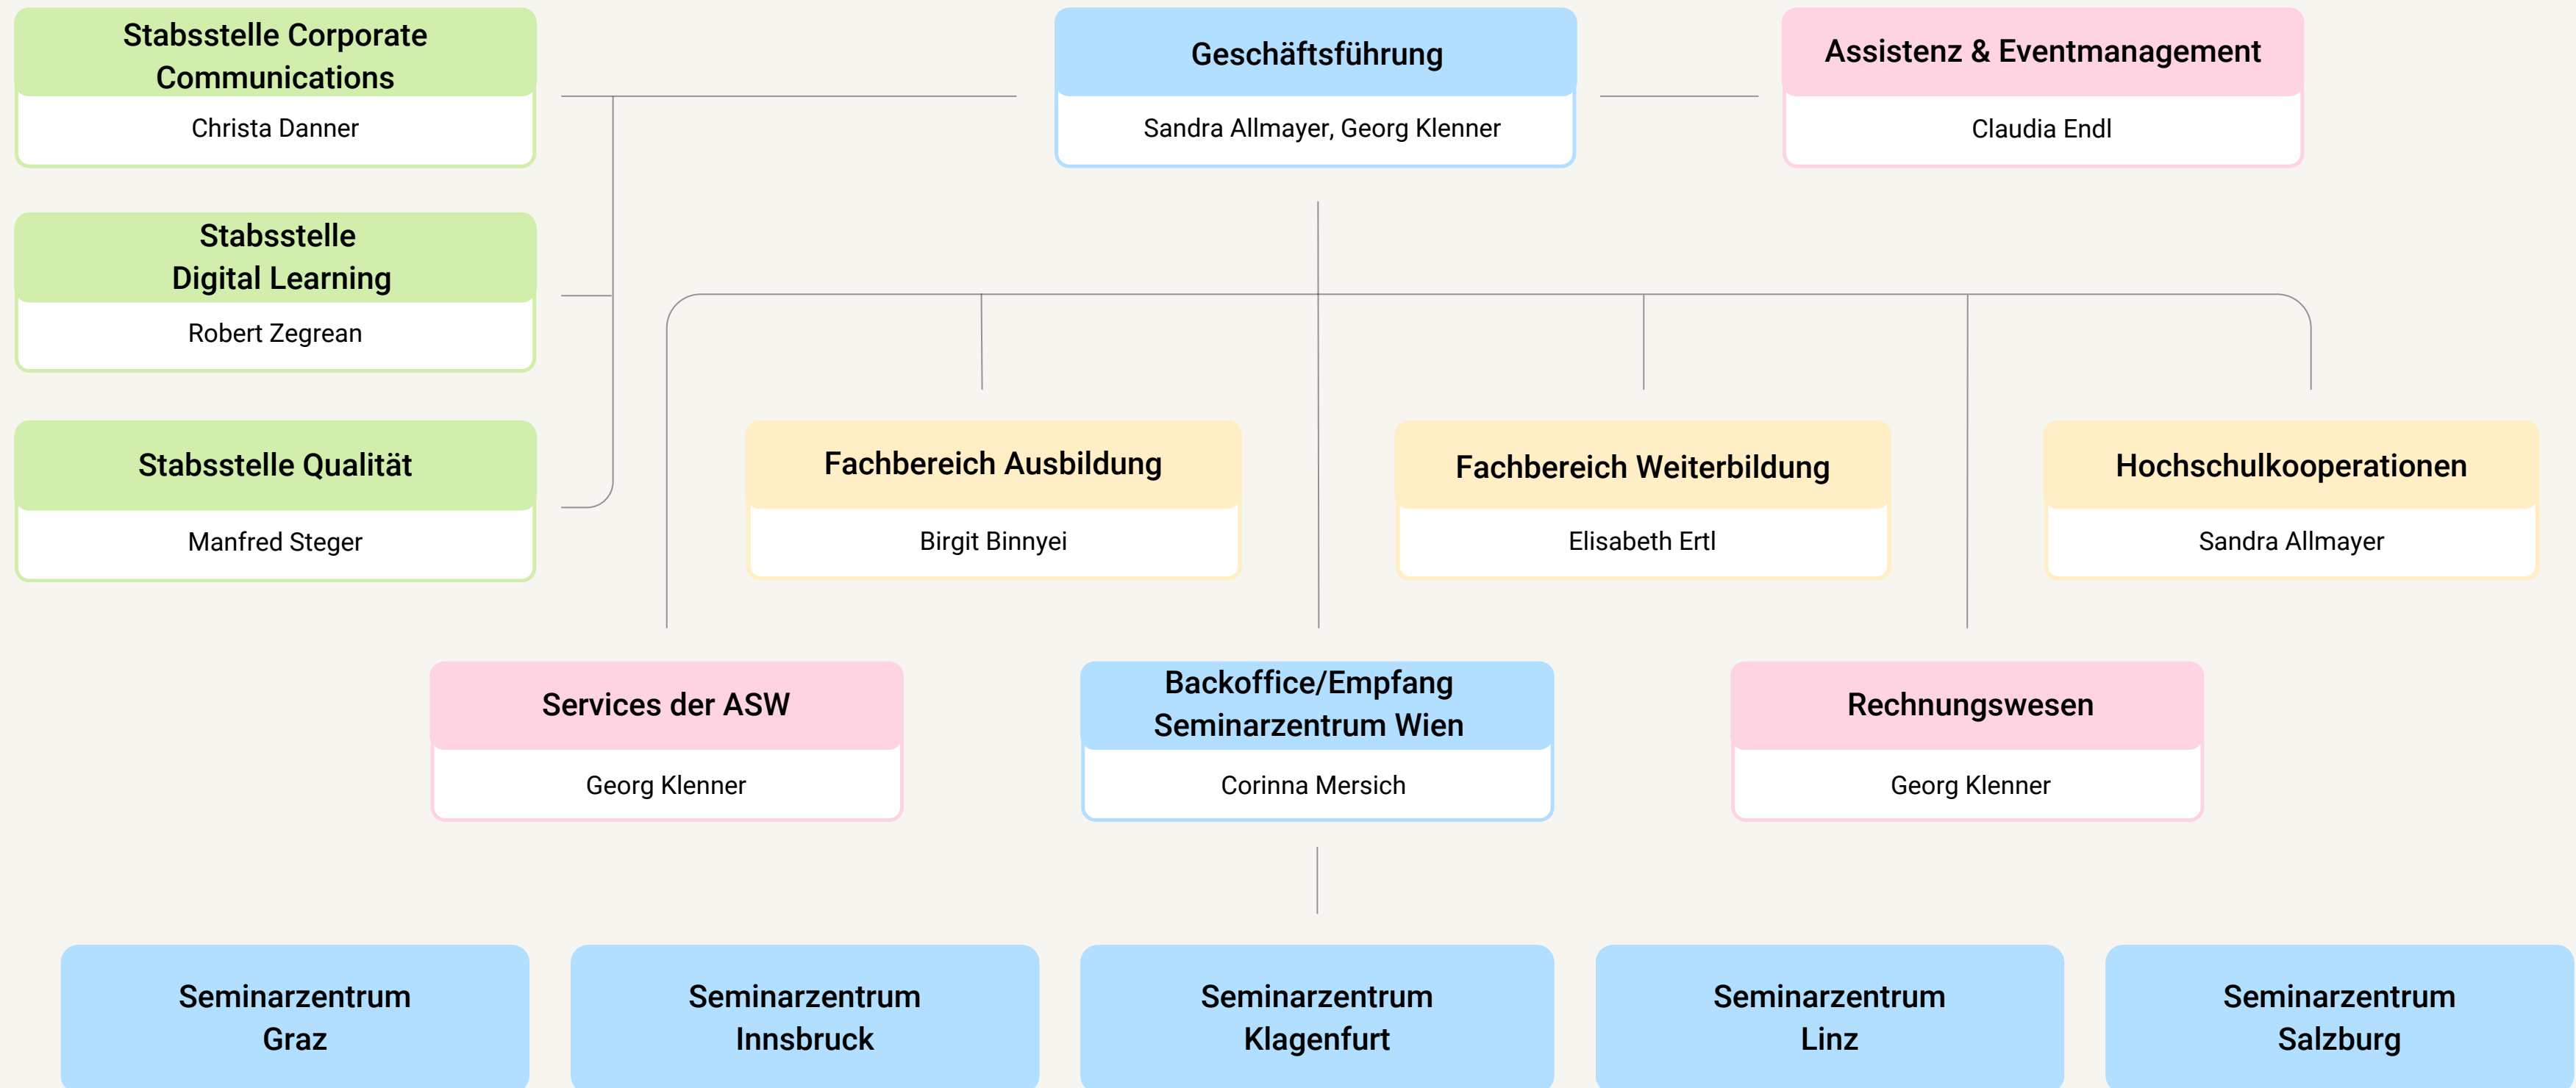 Stabsstelle Corporate
Communications
Christa Danner
Geschäftsführung
Sandra Allmayer, Georg Klenner
Assistenz & Eventmanagement
Claudia Endl
Stabsstelle
Digital Learning
Robert Zegrean
Stabsstelle Qualität
Manfred Steger
Fachbereich Ausbildung
Birgit Binnyei
Fachbereich Weiterbildung
Elisabeth Ertl
Hochschulkooperationen
Sandra Allmayer
Services der ASW
Georg Klenner
Backoffice/Empfang
Seminarzentrum Wien
Corinna Mersich
Rechnungswesen
Georg Klenner
Seminarzentrum
Graz
Seminarzentrum
Innsbruck
Seminarzentrum
Klagenfurt
Seminarzentrum
Linz
Seminarzentrum
Salzburg